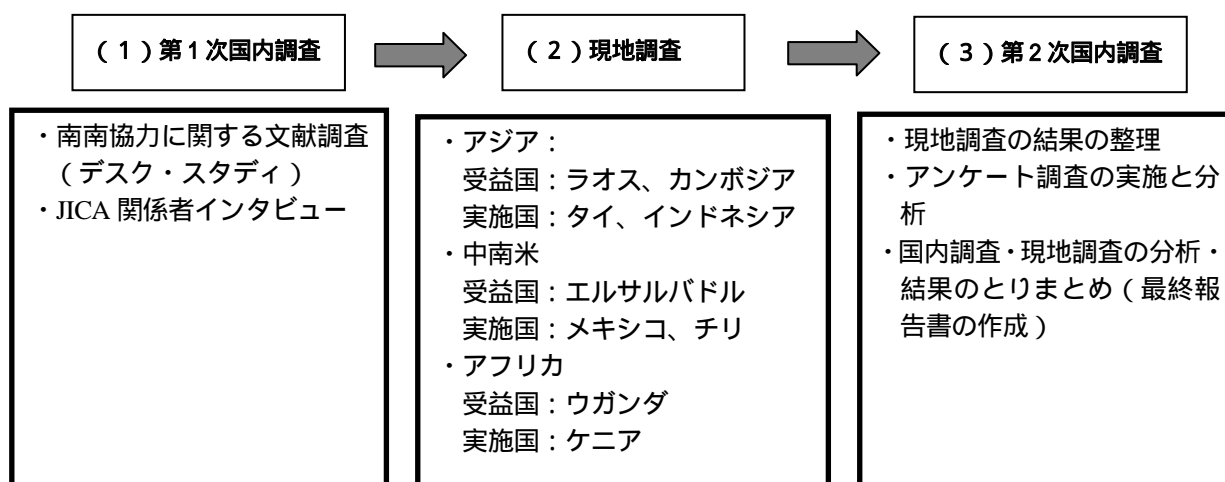 （１）第１次国内調査
（２）現地調査
（３）第２次国内調査
・南南協力に関する文献調査
（デスク・スタディ）
・JICA 関係者インタビュー
・アジア：
受益国：ラオス、カンボジア
実施国：タイ、インドネシア
・中南米
受益国：エルサルバドル
実施国：メキシコ、チリ
・アフリカ
受益国：ウガンダ
実施国：ケニア
・現地調査の結果の整理
・アンケート調査の実施と分
析
・国内調査・現地調査の分析・
結果のとりまとめ（最終報
告書の作成）